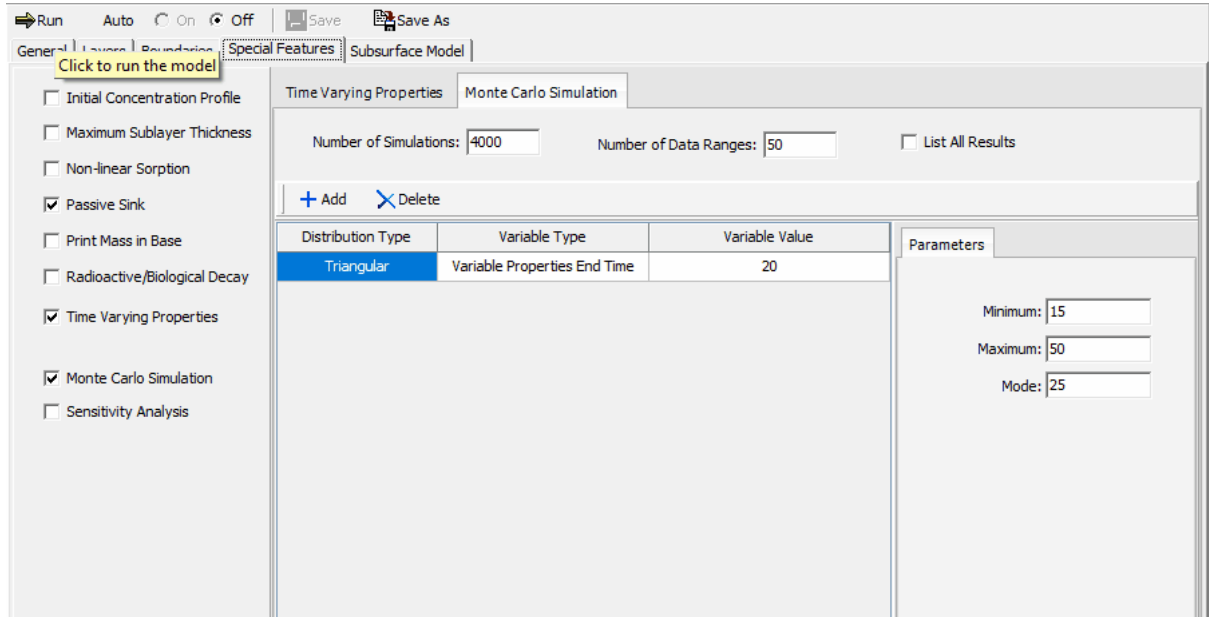 Run Auto On Off Save Save As
General Layers Boundaries Special Features Subsurface Model
Click to run the model
Initial Concentration Profile
Maximum Sublayer Thickness
Non-linear Sorption
Passive Sink
Print Mass in Base
Radioactive/Biological Decay
Time Varying Properties
Monte Carlo Simulation
Sensitivity Analysis
Time Varying Properties Monte Carlo Simulation
Number of Simulations: 4000 Number of Data Ranges: 50 List All Results
Add Delete
Distribution Type Variable Type Variable Value
Triangular Variable Properties End Time 20
Parameters
Minimum: 15
Maximum: 50
Mode: 25